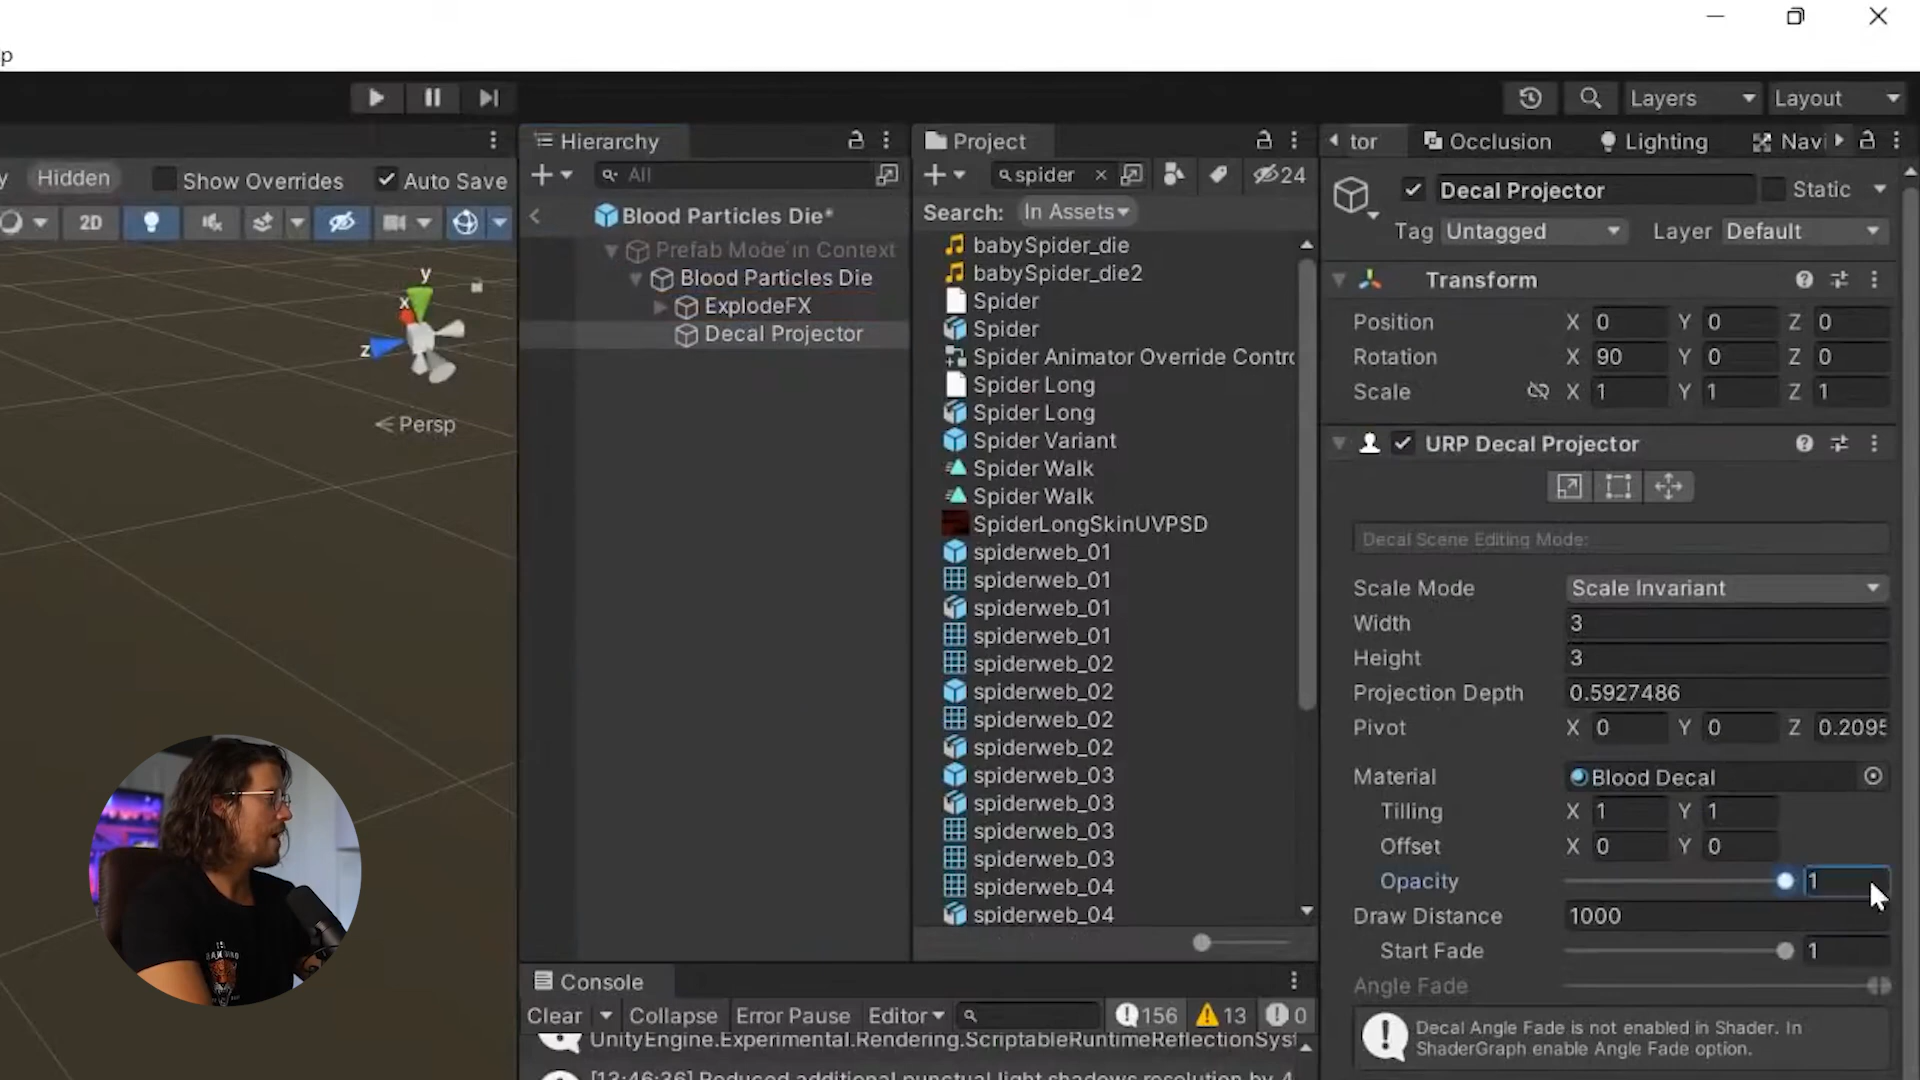 p
Layers
Layout
Hierarchy
Project
tor
Occlusion
Lighting
Navi
y
Hidden
Show Overrides
Auto Save
All
spider
24
Decal Projector
Static
2D
Blood Particles Die*
Search:
In Assets
Tag
Untagged
Layer
Default
Prefab Mode in Context
Blood Particles Die
ExplodeFX
Decal Projector
y
x
z
Persp
babySpider_die
babySpider_die2
Spider
Spider
Spider Animator Override Contro
Spider Long
Spider Long
Spider Variant
Spider Walk
Spider Walk
SpiderLongSkinUVPSD
spiderweb_01
spiderweb_01
spiderweb_01
spiderweb_01
spiderweb_02
spiderweb_02
spiderweb_02
spiderweb_02
spiderweb_03
spiderweb_03
spiderweb_03
spiderweb_03
spiderweb_04
spiderweb_04
Transform
Position X 0 Y 0 Z 0
Rotation X 90 Y 0 Z 0
Scale X 1 Y 1 Z 1
URP Decal Projector
Decal Scene Editing Mode:
Scale Mode Scale Invariant
Width 3
Height 3
Projection Depth 0.5927486
Pivot X 0 Y 0 Z 0.2095
Material Blood Decal
Tilling X 1 Y 1
Offset X 0 Y 0
Opacity 1
Draw Distance 1000
Start Fade 1
Angle Fade
Decal Angle Fade is not enabled in Shader. In
ShaderGraph enable Angle Fade option.
Console
Clear
Collapse
Error Pause
Editor
156
13
0
UnityEngine.Experimental.Rendering.ScriptableRuntimeReflectionSyst
[13:46:36] Reduced additional punctual light shadows resolution by 4